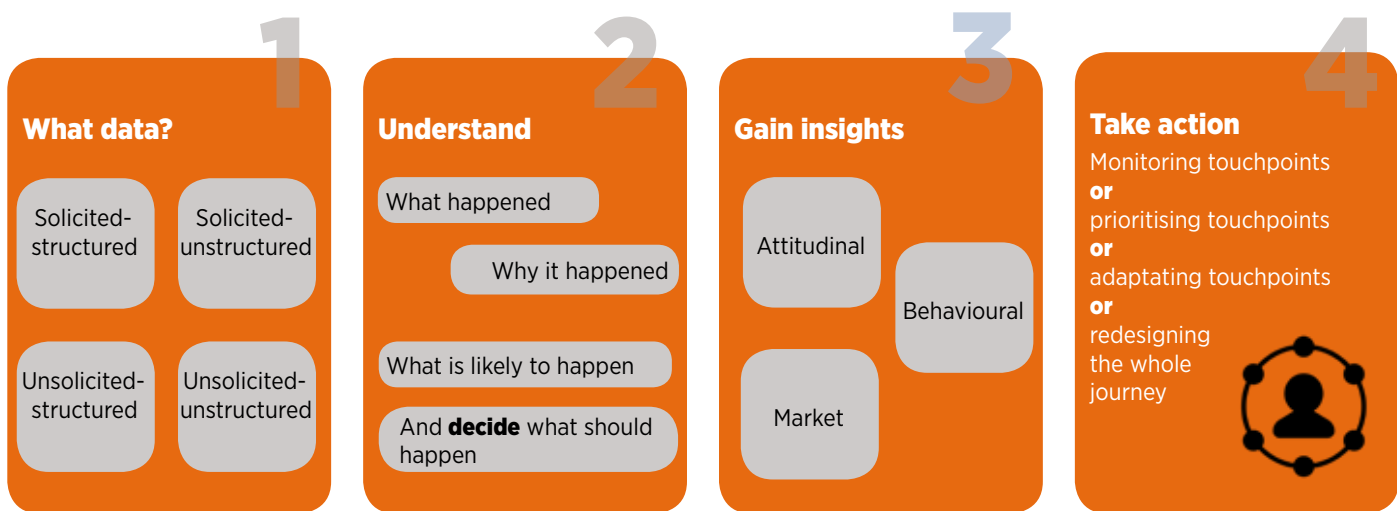 1
What data?
Solicited-
structured
Solicited-
unstructured
Unsolicited-
structured
Unsolicited-
unstructured
2
Understand
What happened
Why it happened
What is likely to happen
And decide what should
happen
3
Gain insights
Attitudinal
Behavioural
Market
4
Take action
Monitoring touchpoints
or
prioritising touchpoints
or
adaptating touchpoints
or
redesigning
the whole
journey